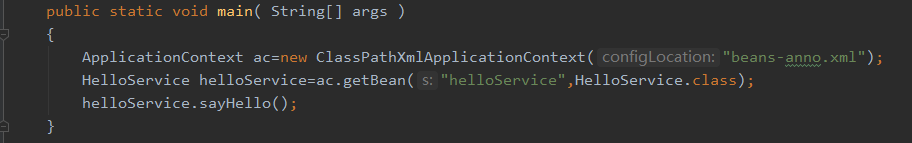 public static void main( String[] args )
{
ApplicationContext ac=new ClassPathXmlApplicationContext( configLocation: "beans-anno.xml");
HelloService helloService=ac.getBean( s: "helloService",HelloService.class);
helloService.sayHello();
}